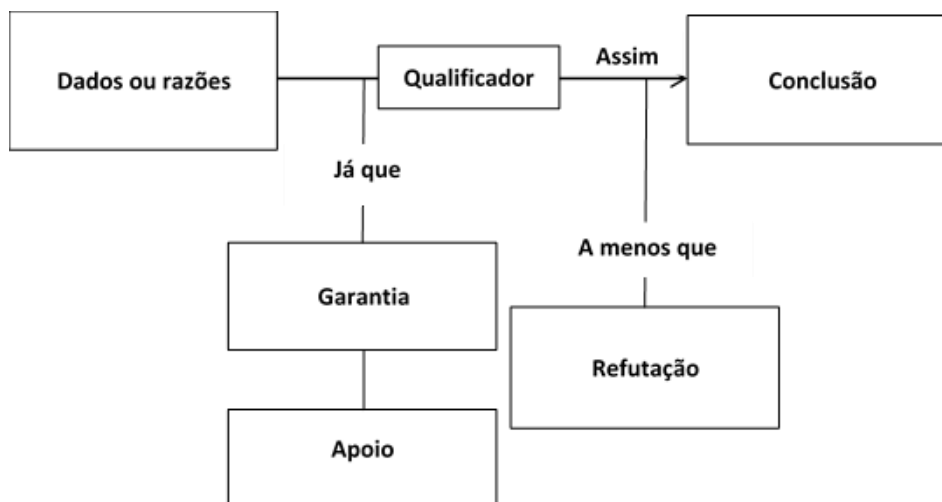 Dados ou razões
Qualificador
Assim
Conclusão
Já que
A menos que
Garantia
Refutação
Apoio